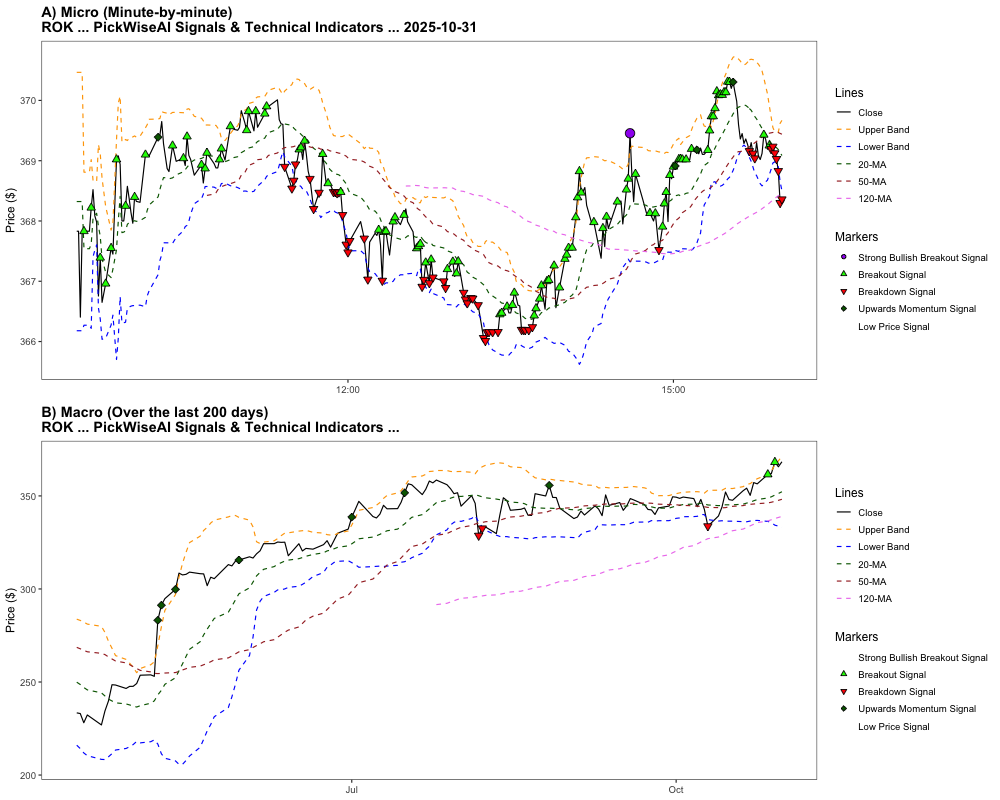 A) Micro (Minute-by-minute)
ROK ... PickWiseAI Signals & Technical Indicators ... 2025-10-31
Price ($)
370
369
368
367
366
12:00
15:00
Lines
Close
Upper Band
Lower Band
20-MA
50-MA
120-MA
Markers
Strong Bullish Breakout Signal
Breakout Signal
Breakdown Signal
Upwards Momentum Signal
Low Price Signal
B) Macro (Over the last 200 days)
ROK ... PickWiseAI Signals & Technical Indicators ...
Price ($)
350
300
250
200
Jul
Oct
Lines
Close
Upper Band
Lower Band
20-MA
50-MA
120-MA
Markers
Strong Bullish Breakout Signal
Breakout Signal
Breakdown Signal
Upwards Momentum Signal
Low Price Signal